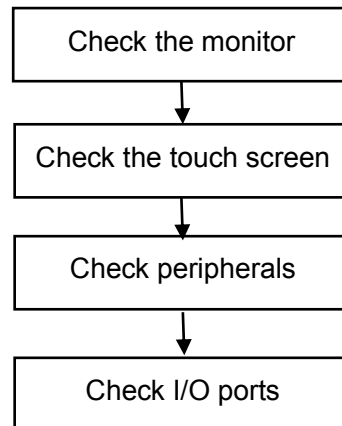 Check the monitor
Check the touch screen
Check peripherals
Check I/O ports